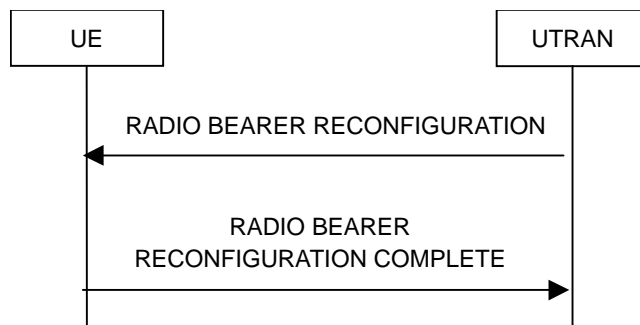 UE
UTRAN
RADIO BEARER RECONFIGURATION
RADIO BEARER
RECONFIGURATION COMPLETE